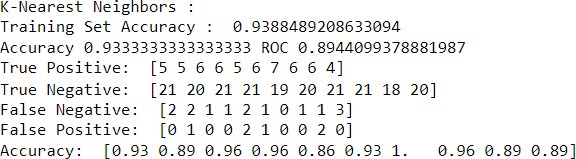 K-Nearest Neighbors :
Training Set Accuracy :  0.9388489208633094
Accuracy 0.9333333333333333 ROC 0.8944099378881987
True Positive:  [5 5 6 6 5 6 7 6 6 4]
True Negative:  [21 20 21 21 19 20 21 21 18 20]
False Negative:  [2 2 1 1 2 1 0 1 1 3]
False Positive:  [0 1 0 0 2 1 0 0 2 0]
Accuracy:  [0.93 0.89 0.96 0.96 0.86 0.93 1.   0.96 0.89 0.89]